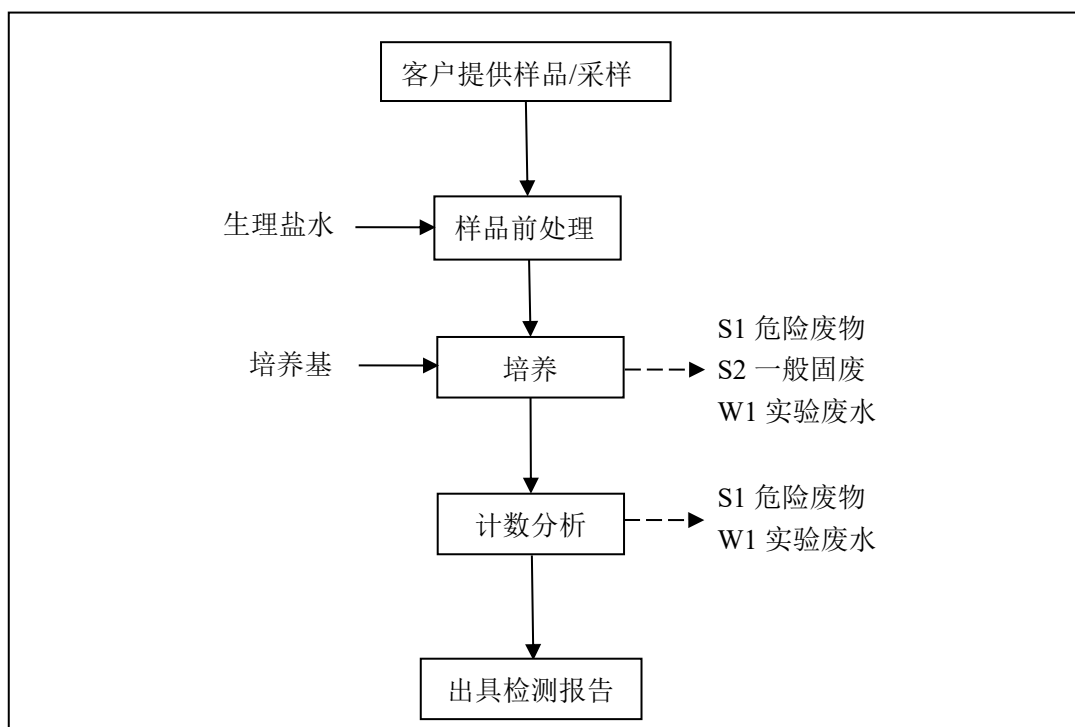 客户提供样品/采样
生理盐水
样品前处理
培养基
培养
S1 危险废物
S2 一般固废
W1 实验废水
计数分析
S1 危险废物
W1 实验废水
出具检测报告